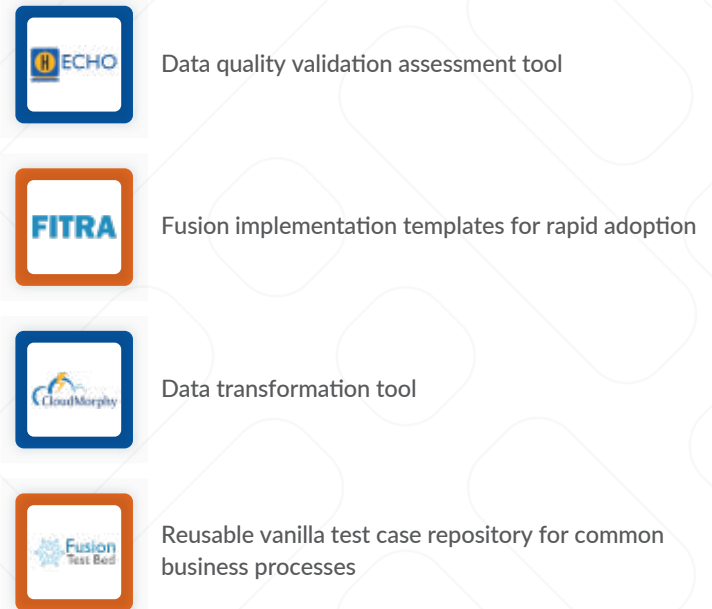 H ECHO
Data quality validation assessment tool
FITRA
Fusion implementation templates for rapid adoption
CloudMorphy
Data transformation tool
Fusion
Test Bed
Reusable vanilla test case repository for common
business processes